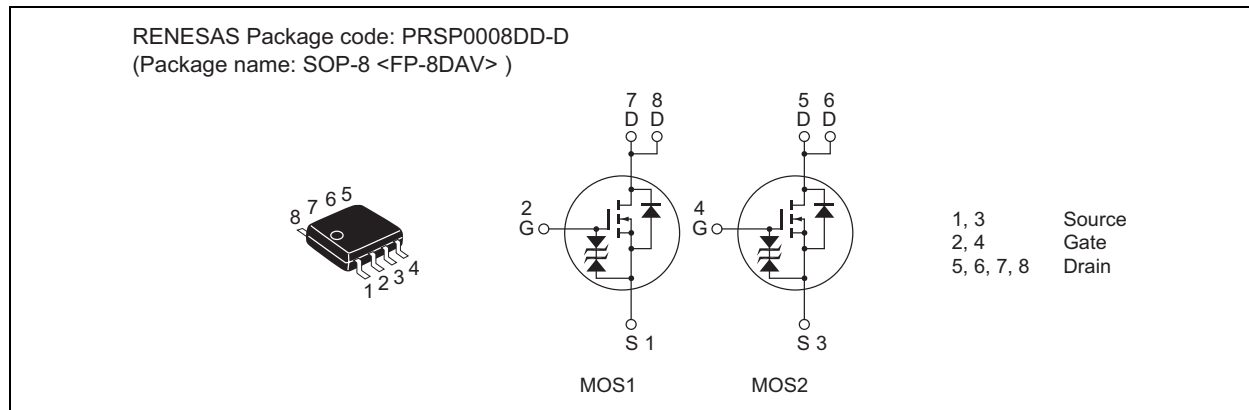 RENESAS Package code: PRSP0008DD-D
(Package name: SOP-8 <FP-8DAV> )
8 7 6 5
1 2 3 4
7 8
D D
2
G
S 1
MOS1
5 6
D D
4
G
S 3
MOS2
1, 3 Source
2, 4 Gate
5, 6, 7, 8 Drain